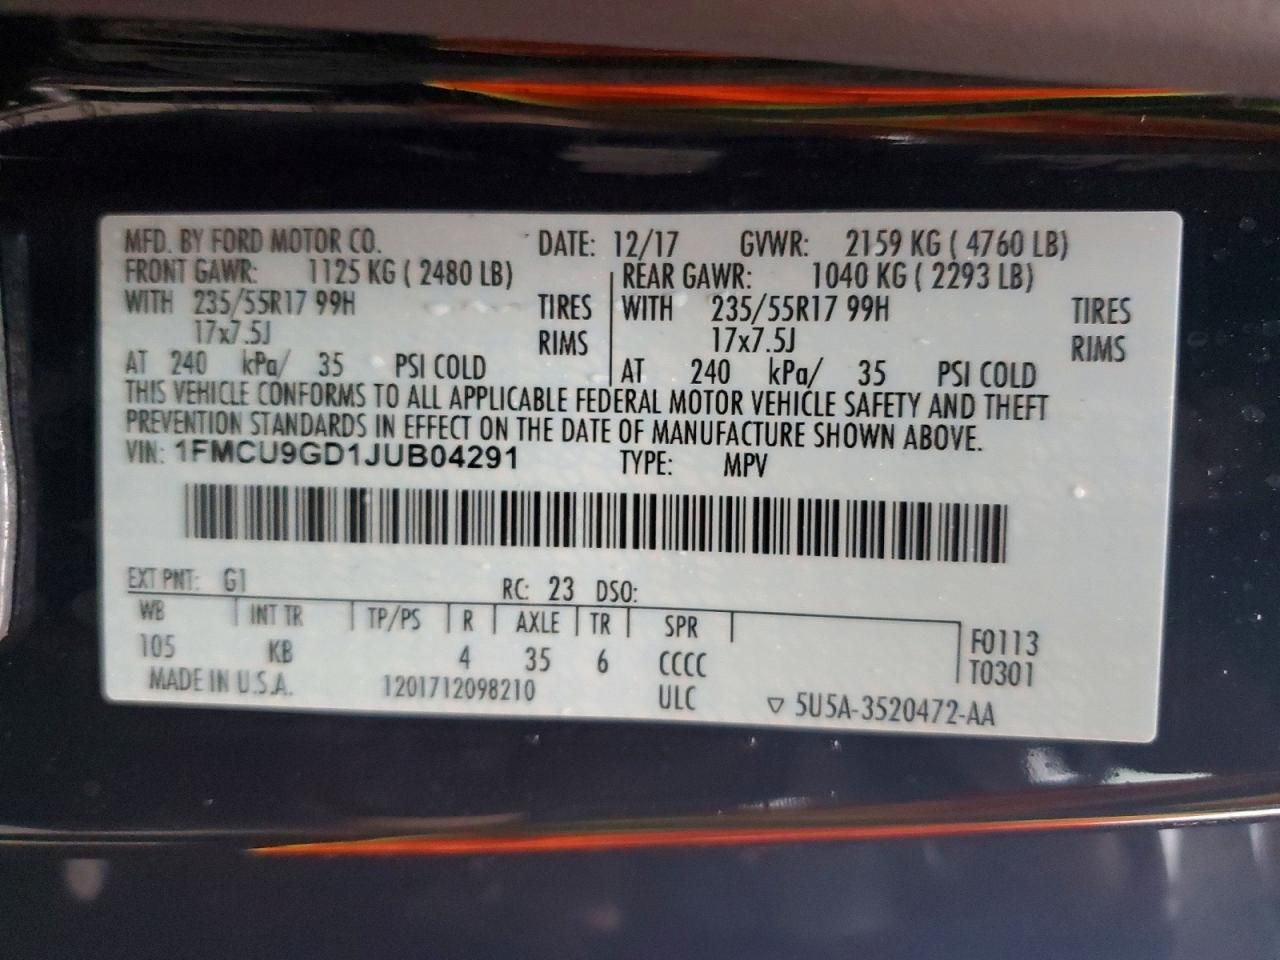 MFD. BY FORD MOTOR CO. DATE: 12/17 GVWR: 2159 KG ( 4760 LB)
FRONT GAWR: 1125 KG ( 2480 LB) REAR GAWR: 1040 KG ( 2293 LB)
WITH 235/55R17 99H TIRES WITH 235/55R17 99H TIRES
17x7.5J RIMS 17x7.5J RIMS
AT 240 kPa/ 35 PSI COLD AT 240 kPa/ 35 PSI COLD
THIS VEHICLE CONFORMS TO ALL APPLICABLE FEDERAL MOTOR VEHICLE SAFETY AND THEFT
PREVENTION STANDARDS IN EFFECT ON THE DATE OF MANUFACTURE SHOWN ABOVE.
VIN: 1FMCU9GD1JUB04291 TYPE: MPV
EXT PNT: G1 RC: 23 DSO:
WB INT TR TP/PS R AXLE TR SPR F0113
105 KB 4 35 6 CCCC T0301
MADE IN U.S.A. 1201712098210 ULC ▽ 5U5A-3520472-AA